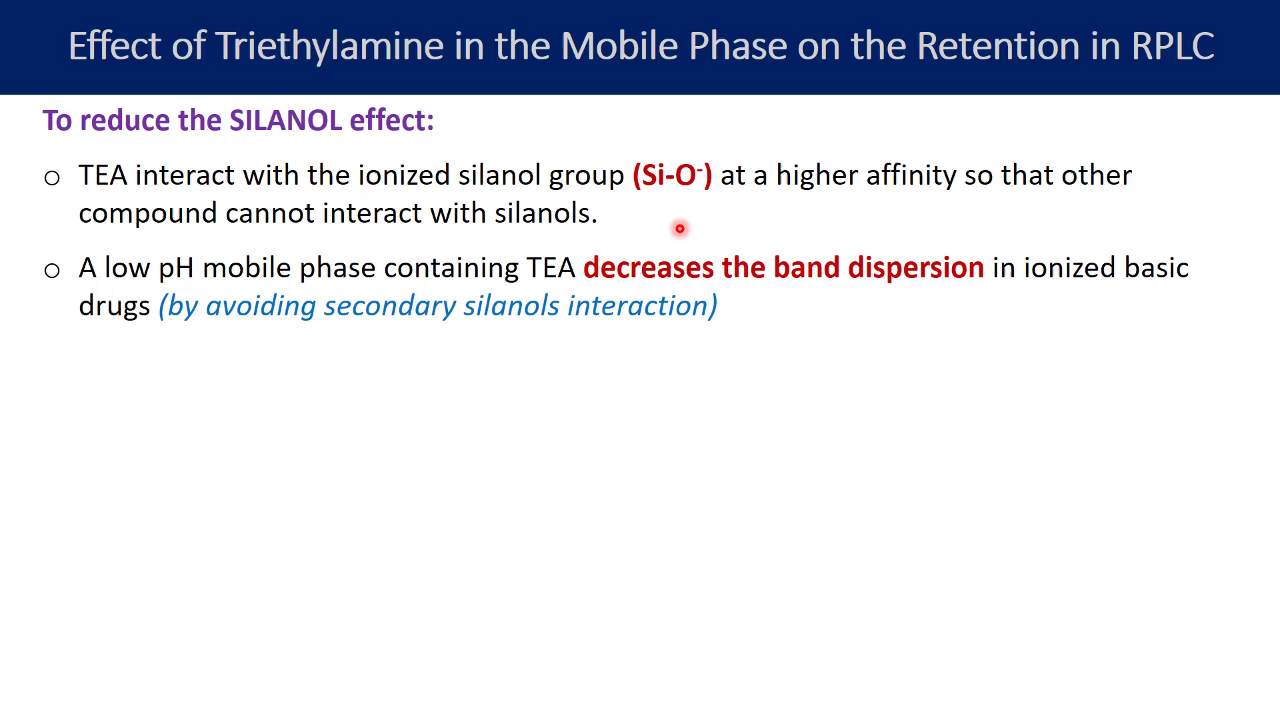 Effect of Triethylamine in the Mobile Phase on the Retention in RPLC
To reduce the SILANOL effect:
o TEA interact with the ionized silanol group (Si-O⁻) at a higher affinity so that other
compound cannot interact with silanols.
o A low pH mobile phase containing TEA decreases the band dispersion in ionized basic
drugs (by avoiding secondary silanols interaction)